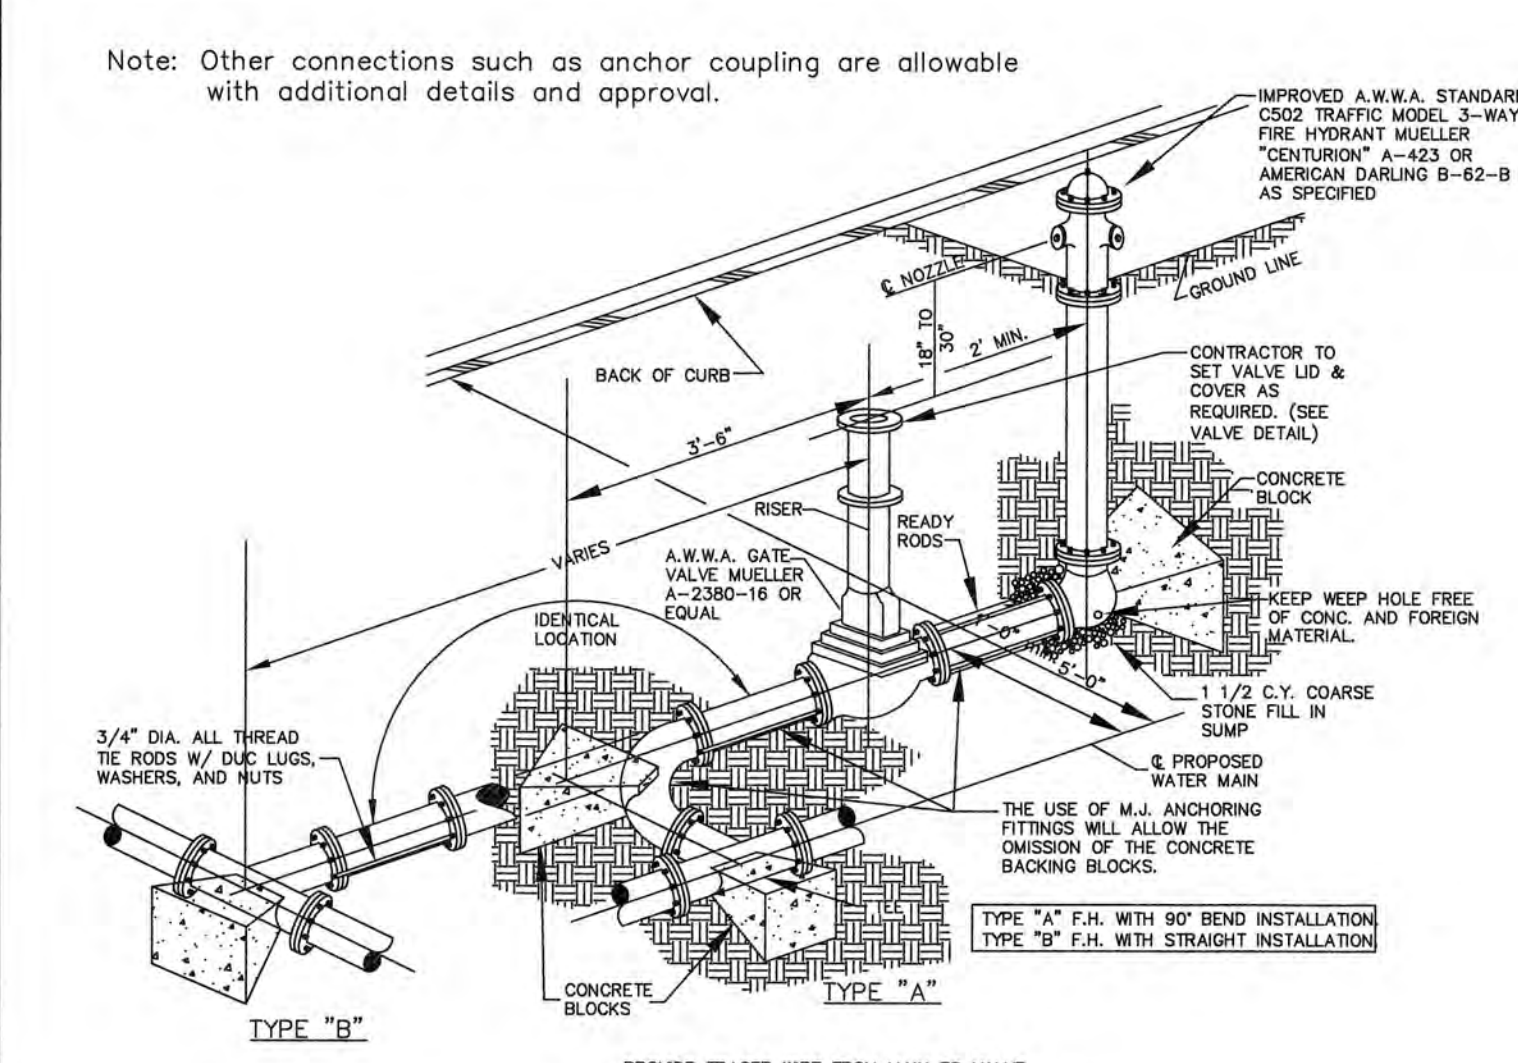 Note: Other connections such as anchor coupling are allowable
with additional details and approval.
IMPROVED A.W.W.A. STANDARD
C502 TRAFFIC MODEL 3-WAY
FIRE HYDRANT MUELLER
"CENTURION" A-423 OR
AMERICAN DARLING B-62-B
AS SPECIFIED
℄ NOZZLE
GROUND LINE
18" TO
30"
2' MIN.
BACK OF CURB
CONTRACTOR TO
SET VALVE LID &
COVER AS
REQUIRED. (SEE
VALVE DETAIL)
3'-6"
CONCRETE
BLOCK
RISER
READY
RODS
VARIES
A.W.W.A. GATE
VALVE MUELLER
A-2380-16 OR
EQUAL
IDENTICAL
LOCATION
KEEP WEEP HOLE FREE
OF CONC. AND FOREIGN
MATERIAL.
5'-0"
1 1/2 C.Y. COARSE
STONE FILL IN
SUMP
3/4" DIA. ALL THREAD
TIE RODS W/ DUC LUGS,
WASHERS, AND NUTS
℄ PROPOSED
WATER MAIN
THE USE OF M.J. ANCHORING
FITTINGS WILL ALLOW THE
OMISSION OF THE CONCRETE
BACKING BLOCKS.
TYPE "A" F.H. WITH 90° BEND INSTALLATION
TYPE "B" F.H. WITH STRAIGHT INSTALLATION
CONCRETE
BLOCKS
TYPE "A"
TYPE "B"